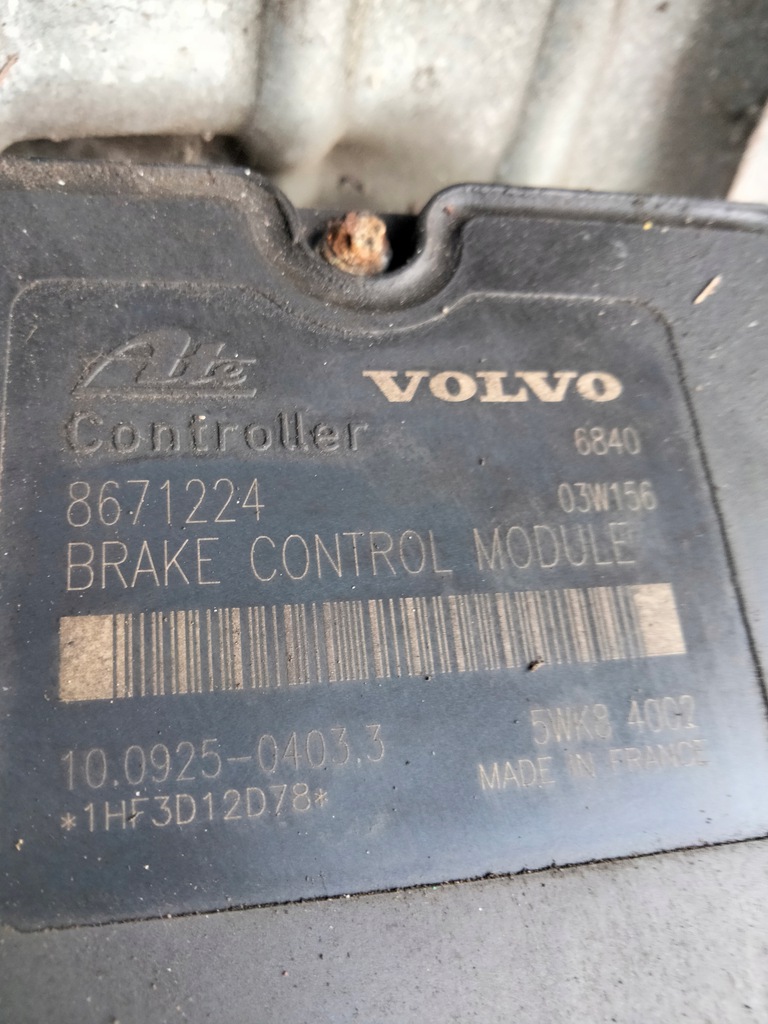 Ate
VOLVO
Controller
6840
8671224
03W156
BRAKE CONTROL MODULE
10.0925-0403.3
5WK8 4002
*1HF3D12D78*
MADE IN FRANCE